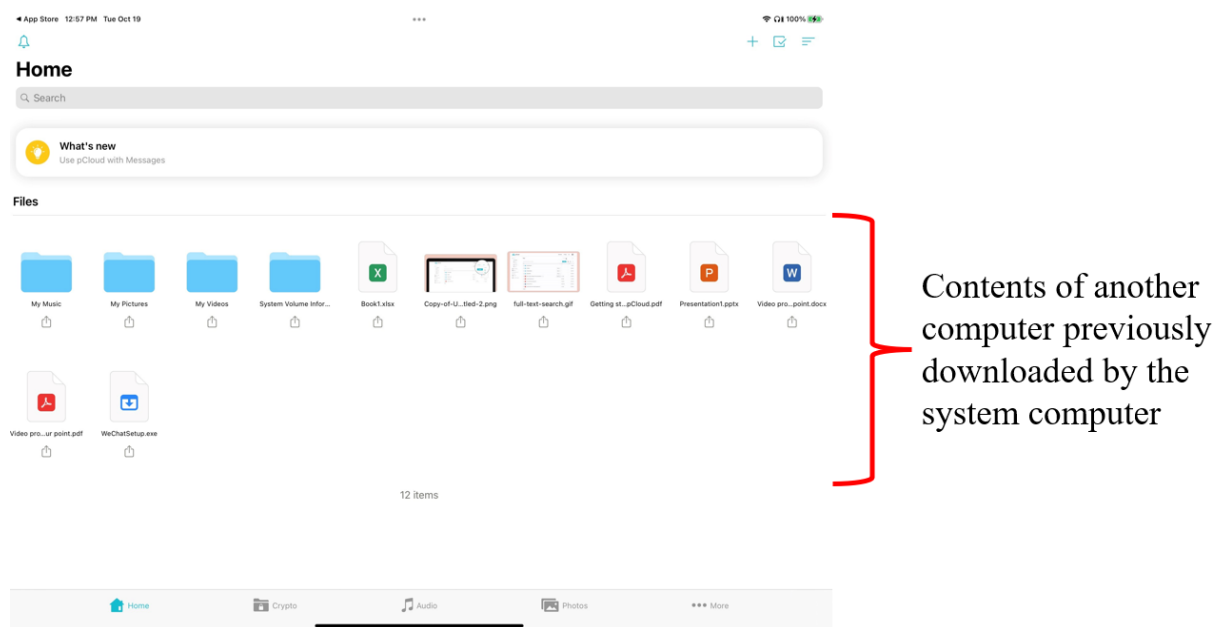 ◄ App Store 12:57 PM Tue Oct 19 100%
Home
Search
What's new
Use pCloud with Messages
Files
My Music My Pictures My Videos System Volume Infor... Book1.xlsx Copy-of-U...tled-2.png full-text-search.gif Getting st...pCloud.pdf Presentation1.pptx Video pro...point.docx
Video pro...ur point.pdf WeChatSetup.exe
12 items
Home Crypto Audio Photos More
Contents of another
computer previously
downloaded by the
system computer